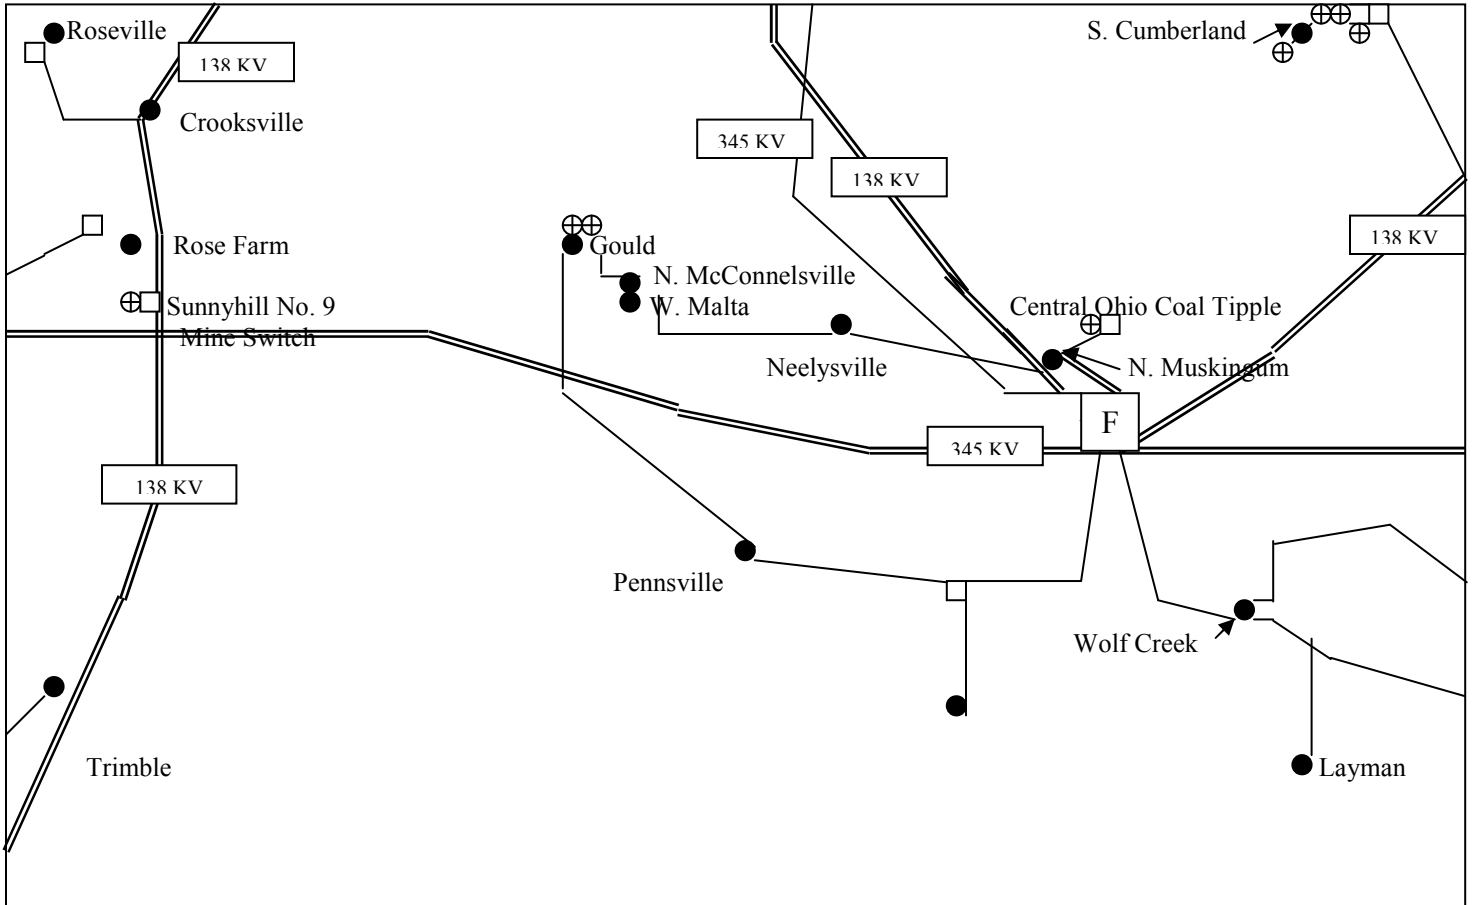 Roseville
S. Cumberland
138 KV
Crooksville
345 KV
138 KV
138 KV
Rose Farm
Gould
N. McConnelsville
Sunnyhill No. 9
Mine Switch
W. Malta
Central Ohio Coal Tipple
Neelysville
N. Muskingum
F
345 KV
138 KV
Pennsville
Wolf Creek
Trimble
Layman